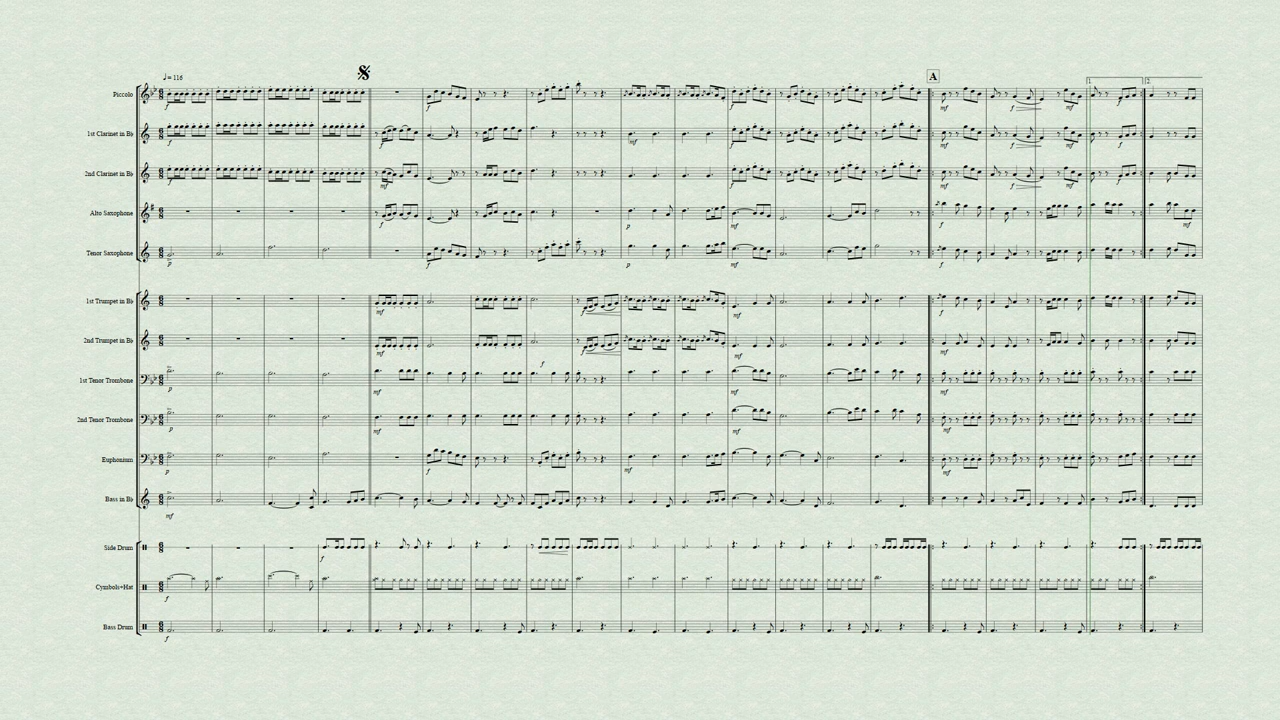 ♩= 116
A
1.
2.
Piccolo
1st Clarinet in B♭
2nd Clarinet in B♭
Alto Saxophone
Tenor Saxophone
1st Trumpet in B♭
2nd Trumpet in B♭
1st Tenor Trombone
2nd Tenor Trombone
Euphonium
Bass in B♭
Side Drum
Cymbols+Hat
Bass Drum